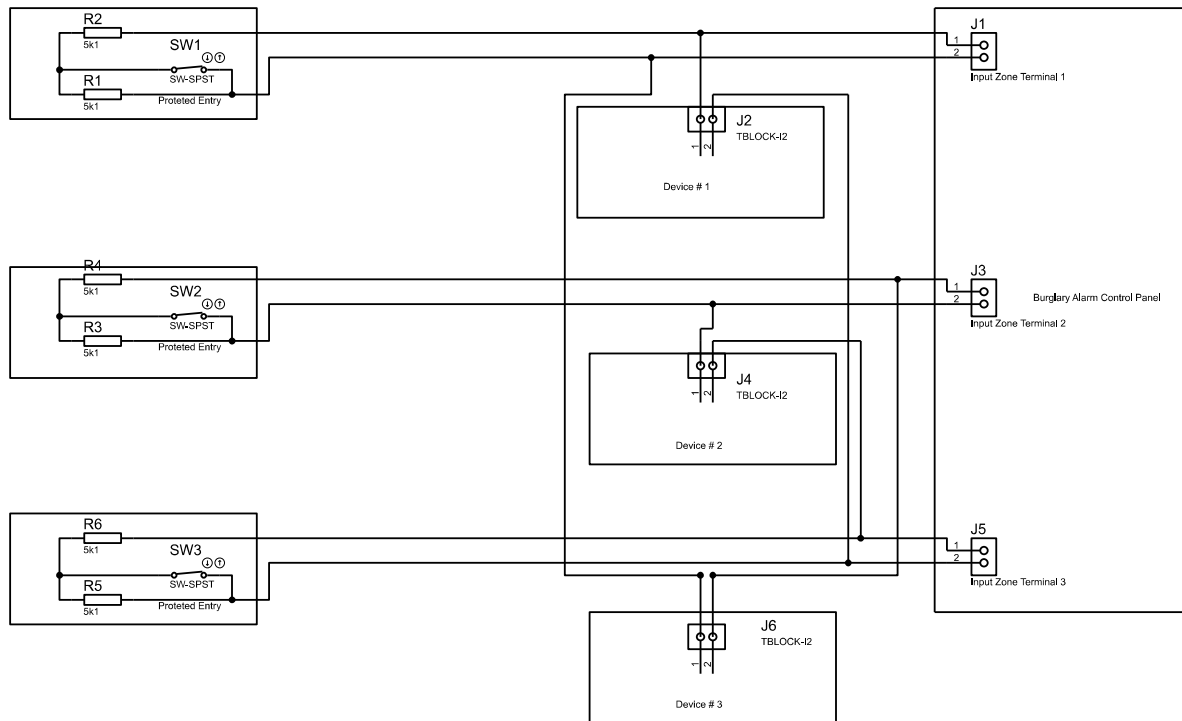 R2
5k1
SW1
SW-SPST
R1
5k1
Proteted Entry
J1
1
2
Input Zone Terminal 1
J2
TBLOCK-I2
1
2
Device # 1
R4
5k1
SW2
SW-SPST
R3
5k1
Proteted Entry
J3
1
2
Input Zone Terminal 2
Burglary Alarm Control Panel
J4
TBLOCK-I2
1
2
Device # 2
R6
5k1
SW3
SW-SPST
R5
5k1
Proteted Entry
J5
1
2
Input Zone Terminal 3
J6
TBLOCK-I2
1
2
Device # 3